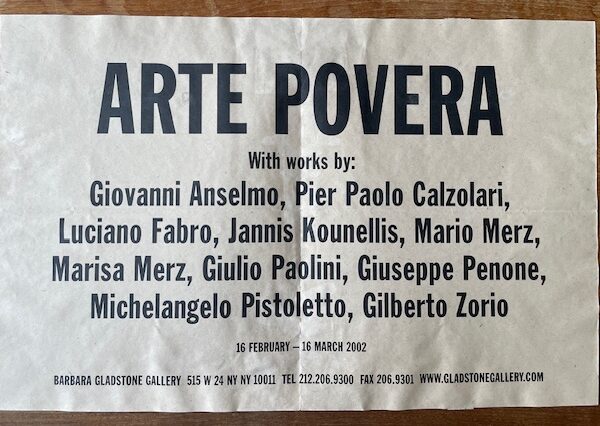 ARTE POVERA
With works by:
Giovanni Anselmo, Pier Paolo Calzolari,
Luciano Fabro, Jannis Kounellis, Mario Merz,
Marisa Merz, Giulio Paolini, Giuseppe Penone,
Michelangelo Pistoletto, Gilberto Zorio
16 FEBRUARY – 16 MARCH 2002
BARBARA GLADSTONE GALLERY 515 W 24 NY NY 10011 TEL 212.206.9300 FAX 206.9301 WWW.GLADSTONEGALLERY.COM